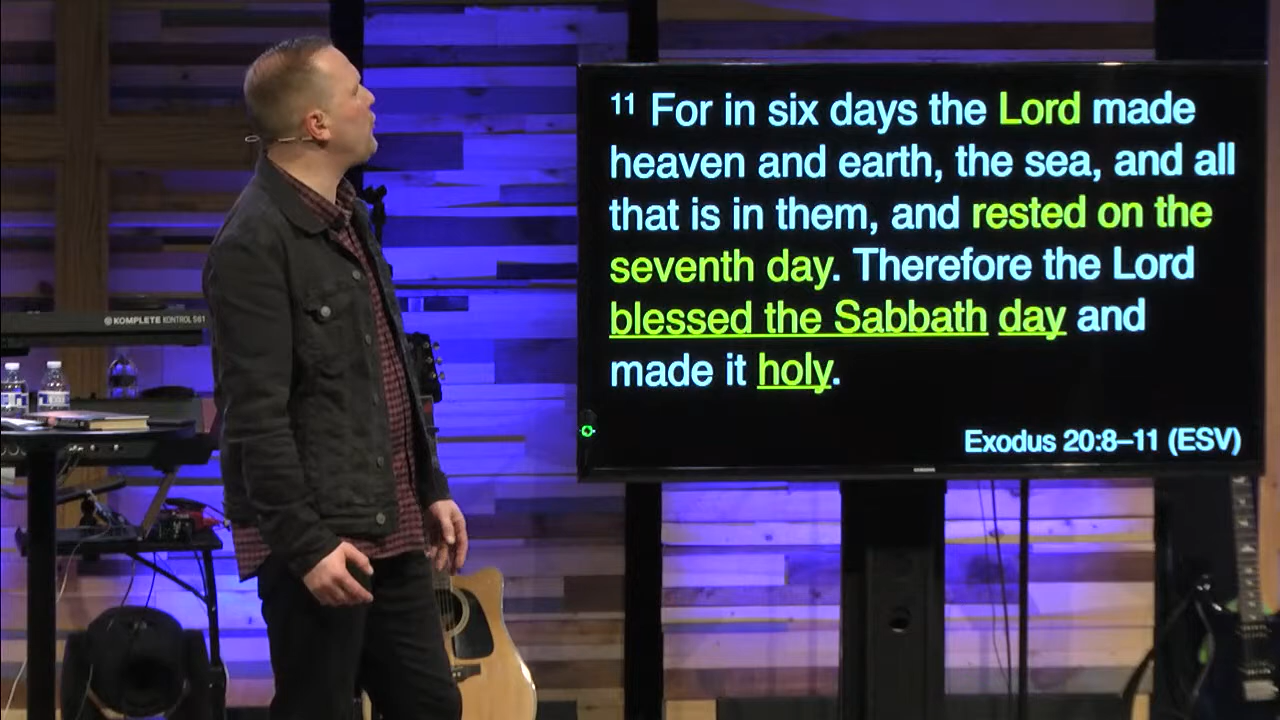 11 For in six days the Lord made
heaven and earth, the sea, and all
that is in them, and rested on the
seventh day. Therefore the Lord
blessed the Sabbath day and
made it holy.
Exodus 20:8–11 (ESV)
KOMPLETE KONTROL S61